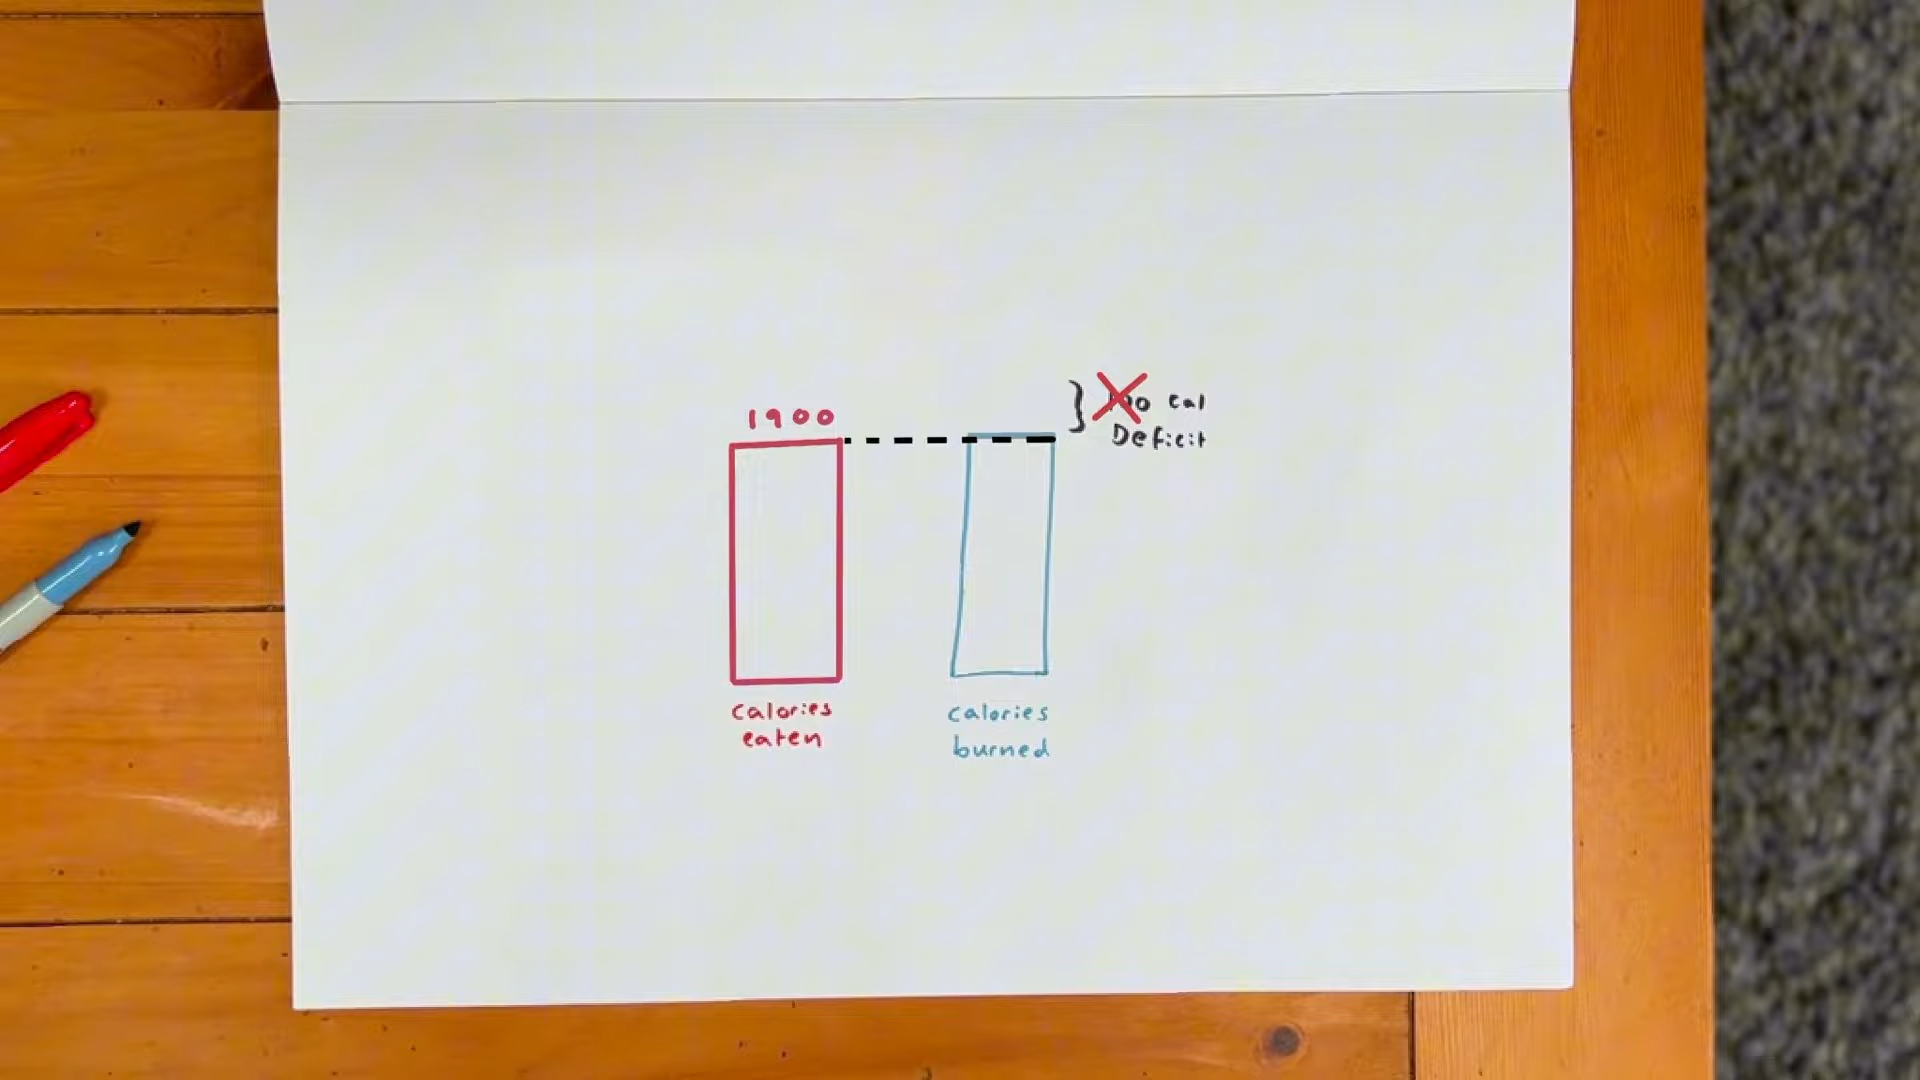 1900
cal
Deficit
calories
eaten
calories
burned